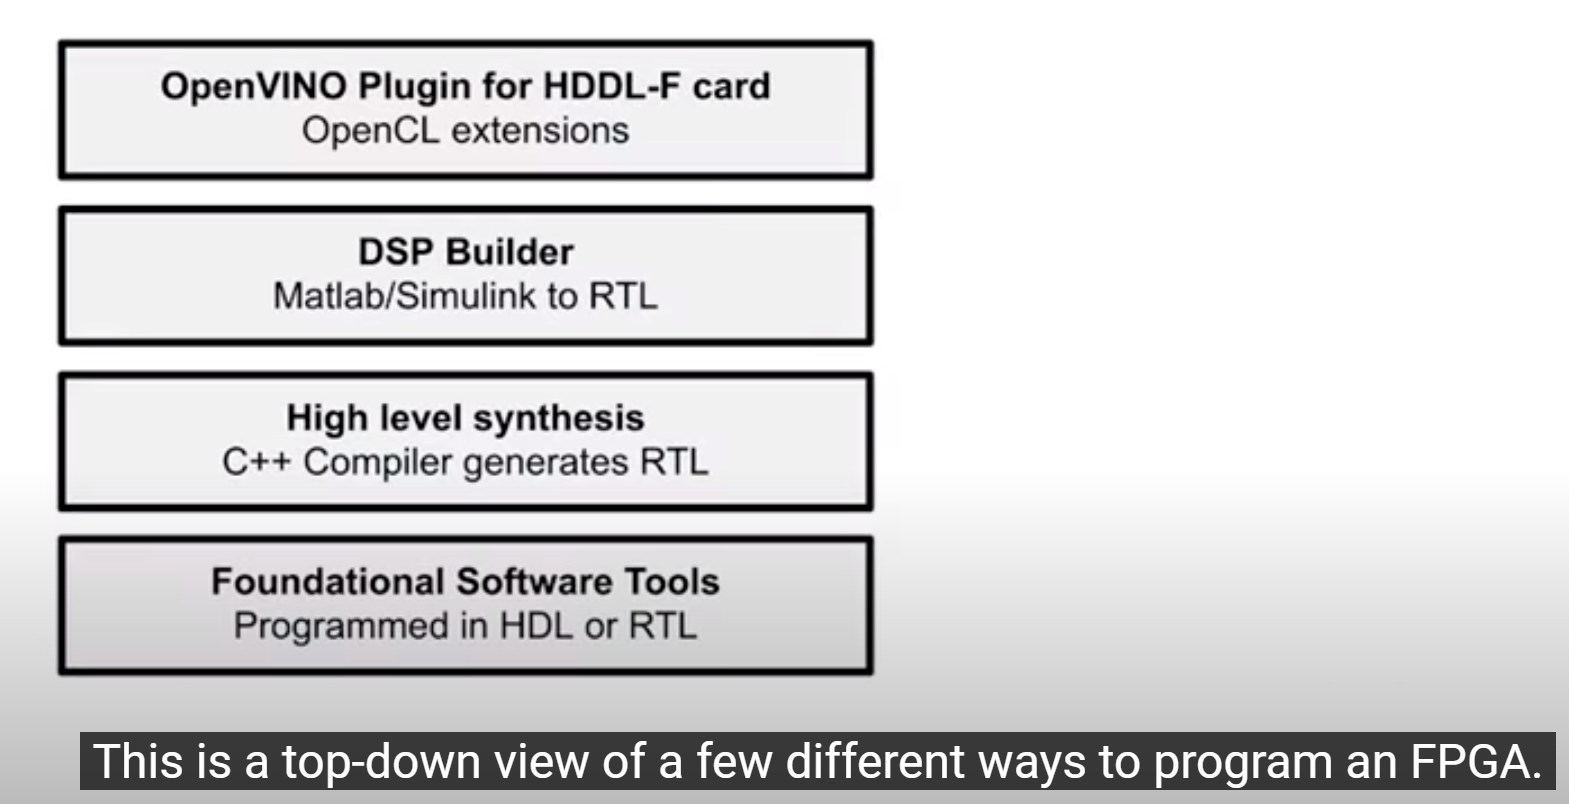 OpenVINO Plugin for HDDL-F card
OpenCL extensions
DSP Builder
Matlab/Simulink to RTL
High level synthesis
C++ Compiler generates RTL
Foundational Software Tools
Programmed in HDL or RTL
This is a top-down view of a few different ways to program an FPGA.